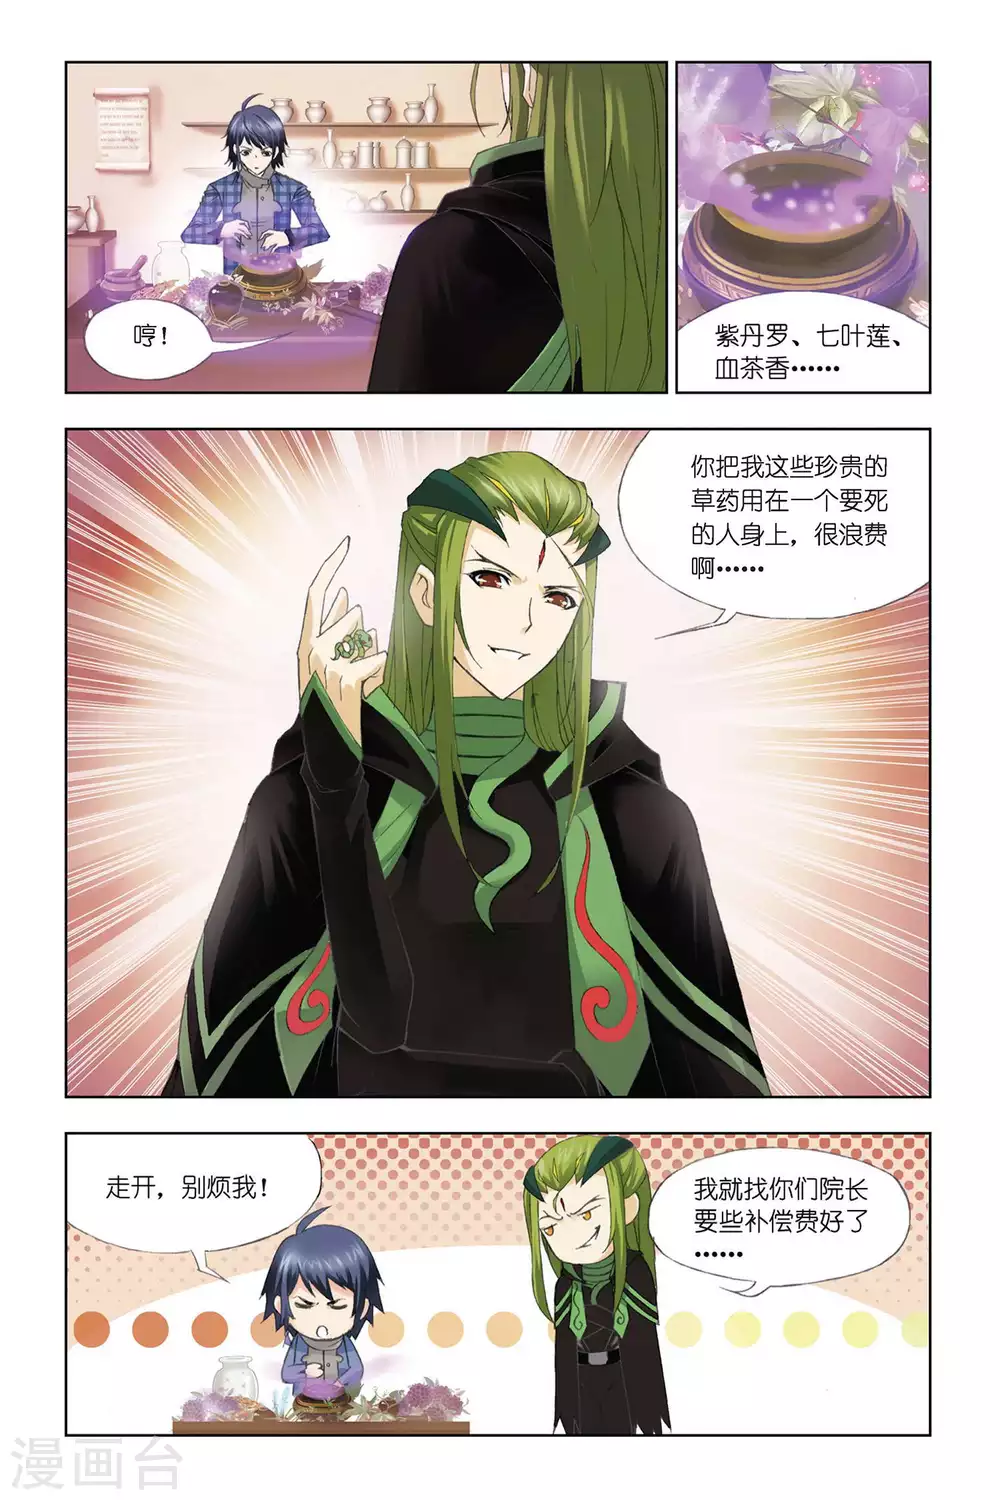 哼！
紫丹罗、七叶莲、
血茶香……
你把我这些珍贵的
草药用在一个要死
的人身上，很浪费
啊……
走开，别烦我！
我就找你们院长
要些补偿费好了
……
漫画台